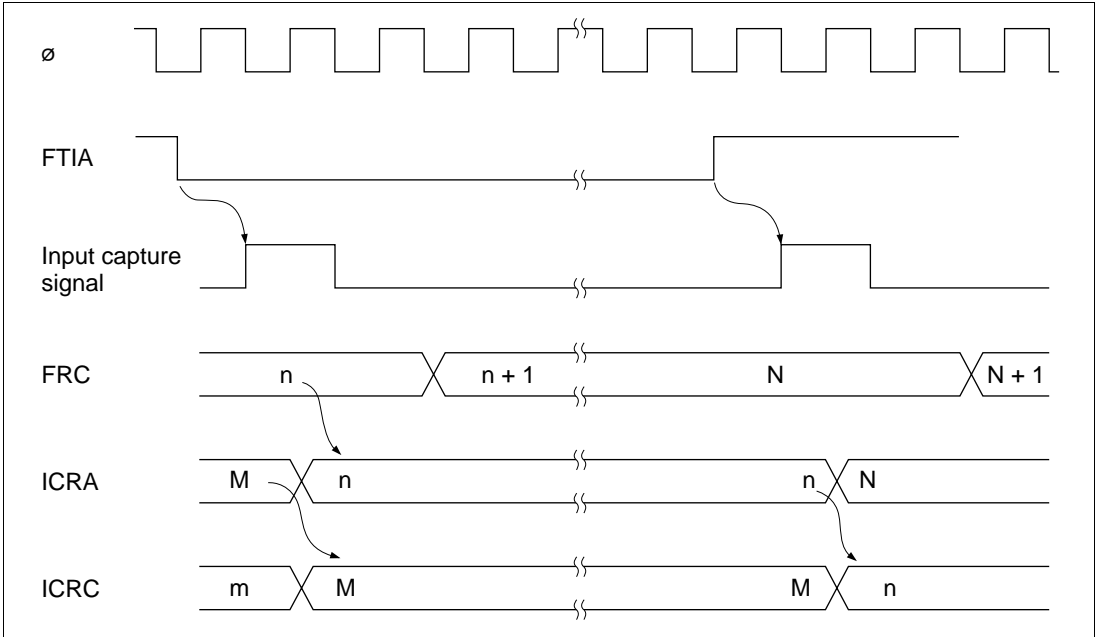 ø
FTIA
Input capture
signal
FRC
n
n + 1
N
N + 1
ICRA
M
n
n
N
ICRC
m
M
M
n